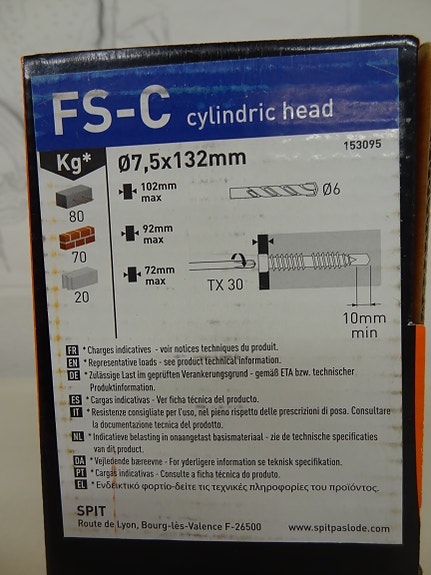 FS-C cylindric head
153095
Kg*
Ø7,5x132mm
80
102mm
max
Ø6
70
92mm
max
20
72mm
max
TX 30
10mm
min
FR * Charges indicatives - voir notices techniques du produit.
EN * Representative loads - see product technical information.
DE * Zulässige Last im geprüften Verankerungsgrund - gemäß ETA bzw. technischer
Produktinformation.
ES * Cargas indicativas - Ver ficha técnica del producto.
IT * Resistenze consigliate per l'uso, nel pieno rispetto delle prescrizioni di posa. Consultare
la documentazione tecnica del prodotto.
NL * Indicatieve belasting in onaangetast basismateriaal - zie de technische specificaties
van dit product.
DA * Vejledende bæreevne - For yderligere information se teknisk specifikation.
PT * Cargas indicativas - Consulte a ficha técnica do producto.
EL * Ενδεικτικό φορτίο-δείτε τις τεχνικές πληροφορίες του προϊόντος.
SPIT
Route de Lyon, Bourg-lès-Valence F-26500
www.spitpaslode.com